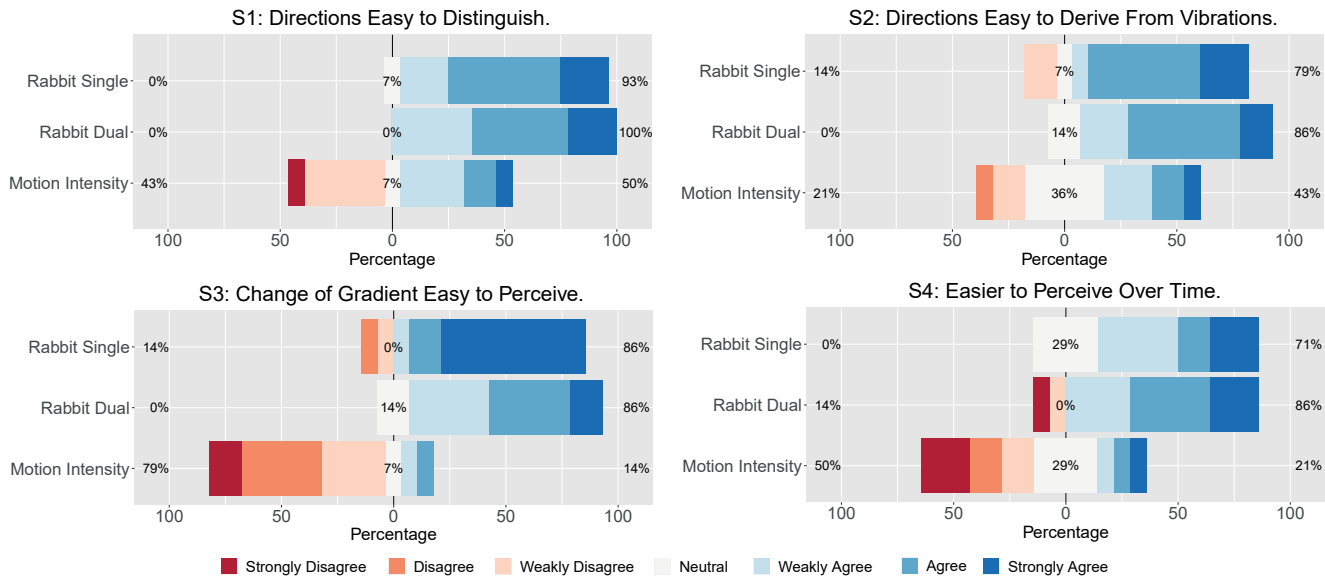 S1: Directions Easy to Distinguish.
Rabbit Single 0% 7% 93%
Rabbit Dual 0% 0% 100%
Motion Intensity 43% 7% 50%
100 50 0 50 100
Percentage
S2: Directions Easy to Derive From Vibrations.
Rabbit Single 14% 7% 79%
Rabbit Dual 0% 14% 86%
Motion Intensity 21% 36% 43%
100 50 0 50 100
Percentage
S3: Change of Gradient Easy to Perceive.
Rabbit Single 14% 0% 86%
Rabbit Dual 0% 14% 86%
Motion Intensity 79% 7% 14%
100 50 0 50 100
Percentage
S4: Easier to Perceive Over Time.
Rabbit Single 0% 29% 71%
Rabbit Dual 14% 0% 86%
Motion Intensity 50% 29% 21%
100 50 0 50 100
Percentage
Strongly Disagree Disagree Weakly Disagree Neutral Weakly Agree Agree Strongly Agree